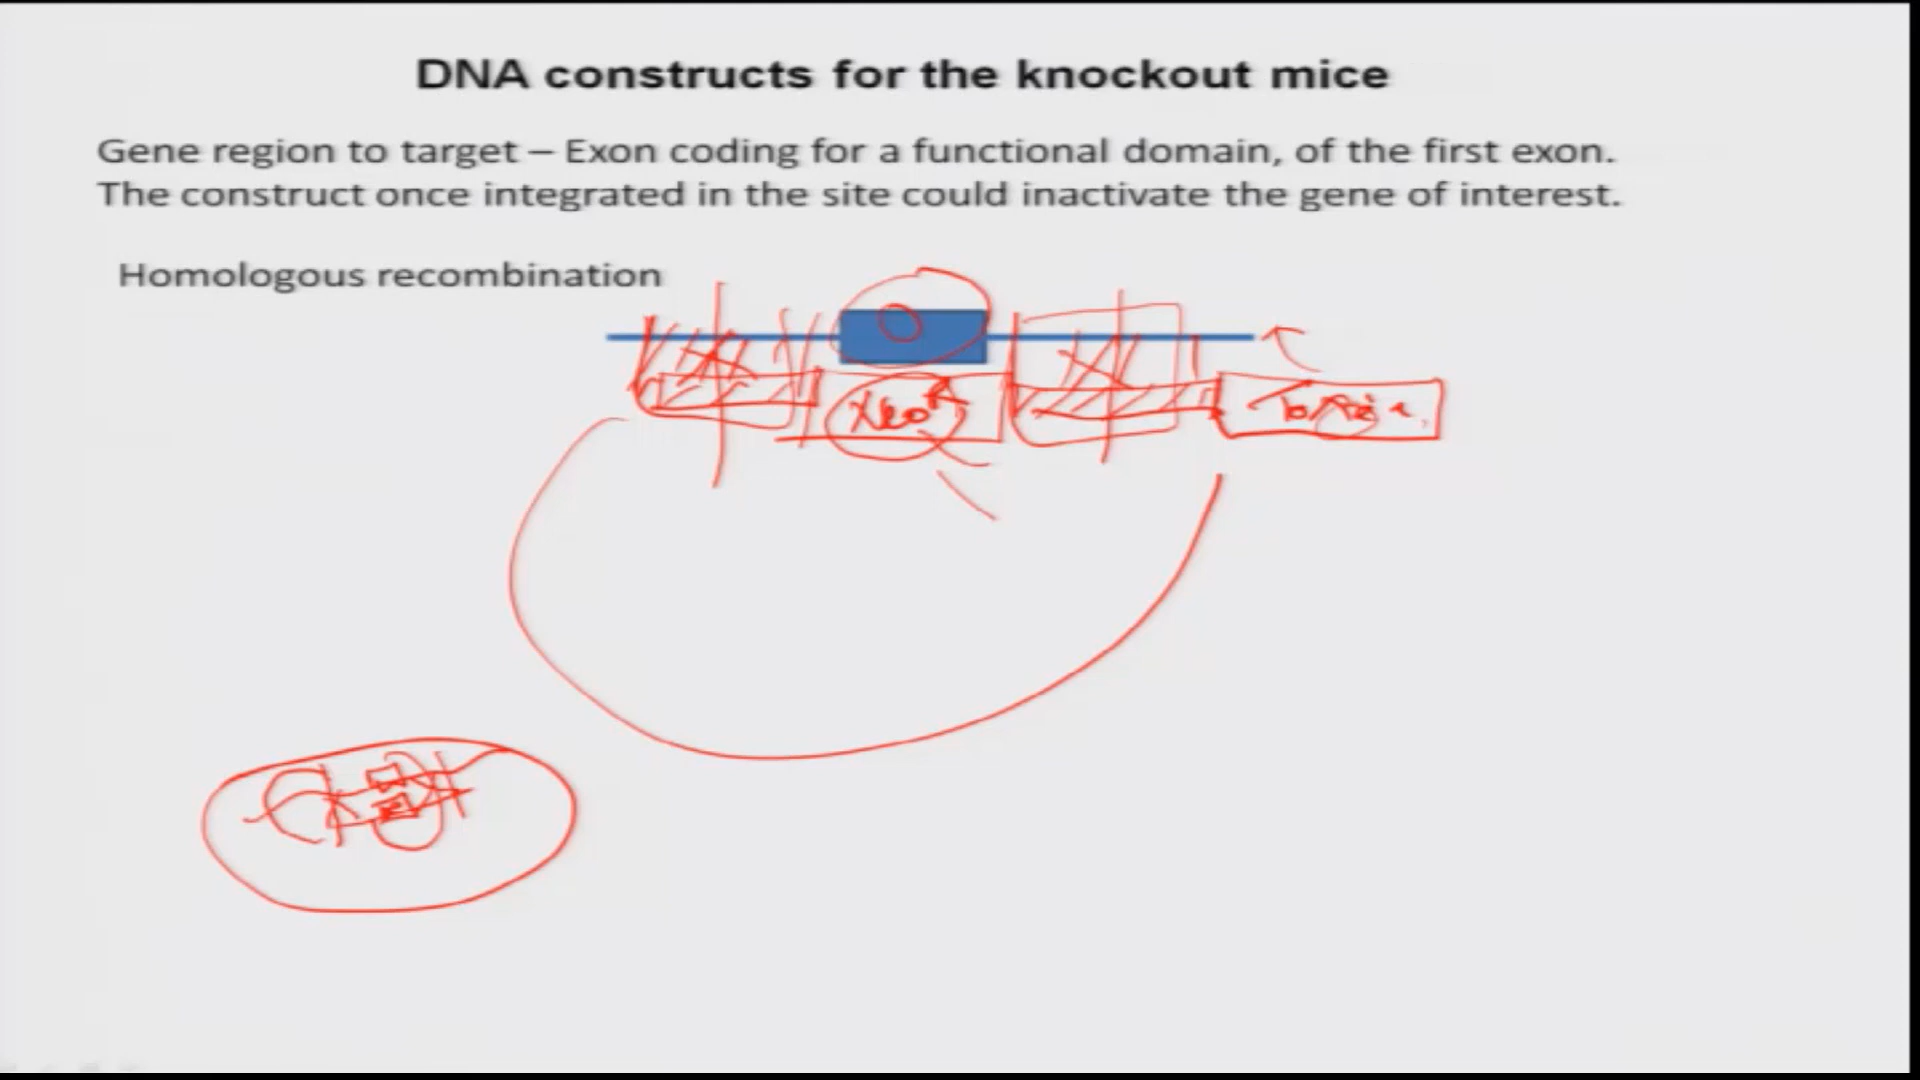 DNA constructs for the knockout mice
Gene region to target – Exon coding for a functional domain, of the first exon.
The construct once integrated in the site could inactivate the gene of interest.
Homologous recombination
Neo R